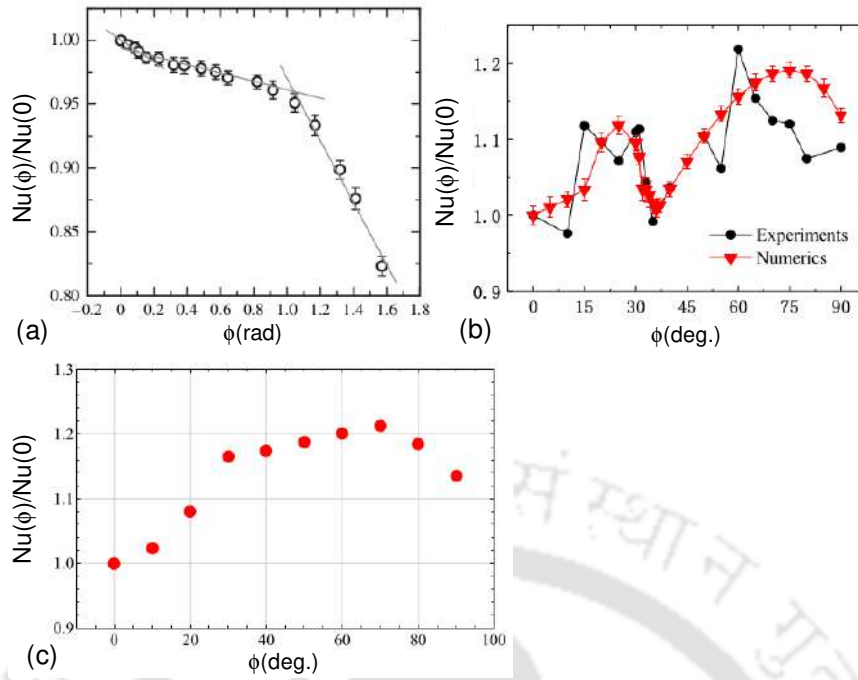 Nu(ϕ)/Nu(0)
1.00
0.95
0.90
0.85
0.80
−0.2 0 0.2 0.4 0.6 0.8 1.0 1.2 1.4 1.6 1.8
(a)
ϕ(rad)
Nu(ϕ)/Nu(0)
1.2
1.1
1.0
0.9
Experiments
Numerics
0 15 30 45 60 75 90
(b)
ϕ(deg.)
Nu(ϕ)/Nu(0)
1.3
1.2
1.1
1.0
0.9
0 20 40 60 80 100
(c)
ϕ(deg.)